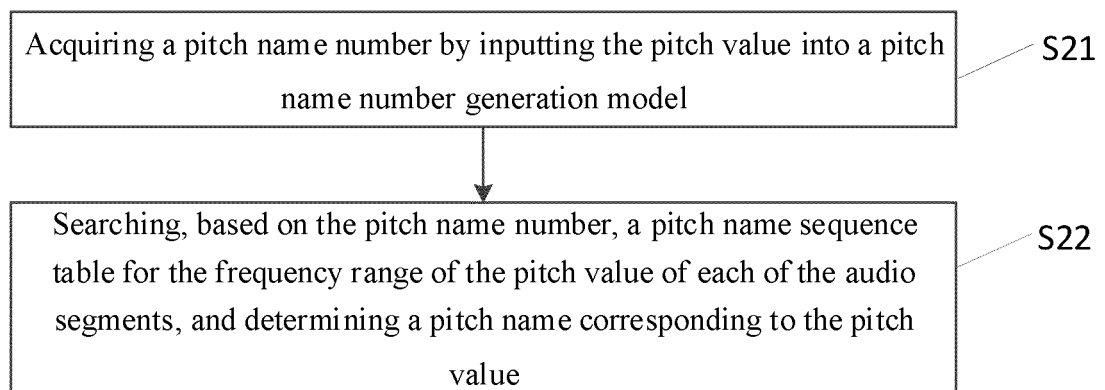 Acquiring a pitch name number by inputting the pitch value into a pitch
name number generation model
S21
Searching, based on the pitch name number, a pitch name sequence
table for the frequency range of the pitch value of each of the audio
segments, and determining a pitch name corresponding to the pitch
value
S22